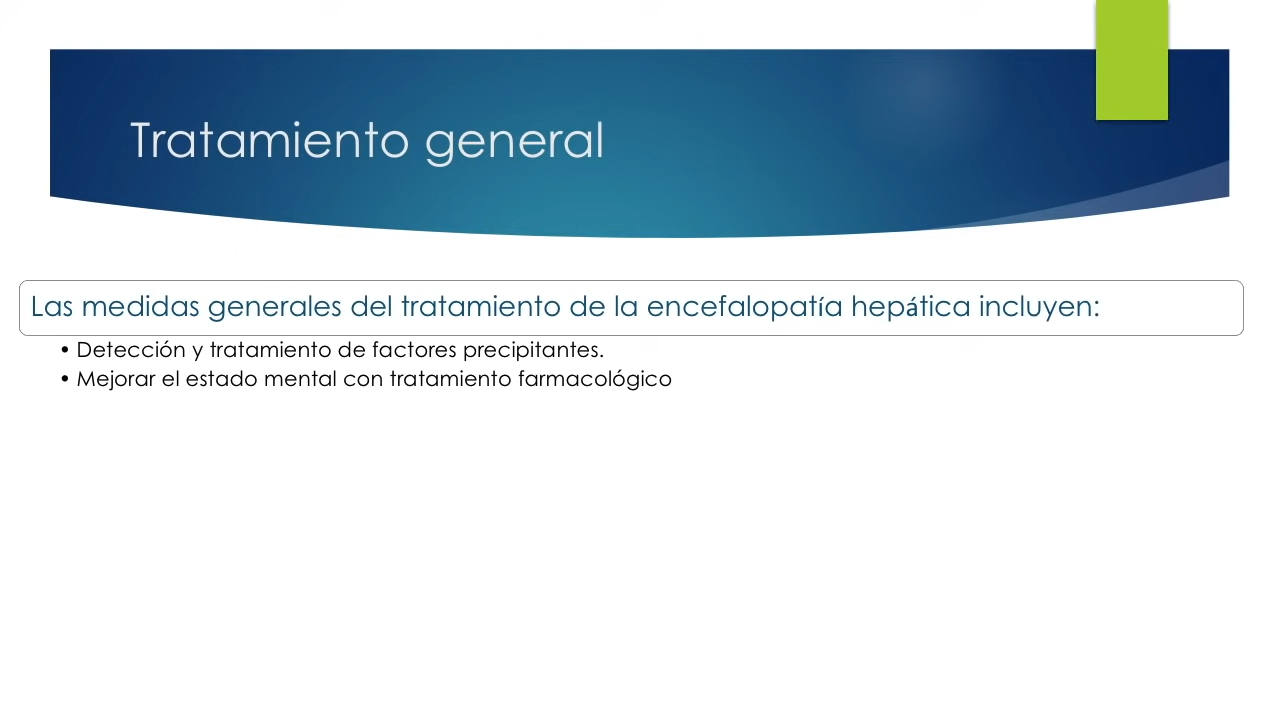 Tratamiento general
Las medidas generales del tratamiento de la encefalopatía hepática incluyen:
• Detección y tratamiento de factores precipitantes.
• Mejorar el estado mental con tratamiento farmacológico